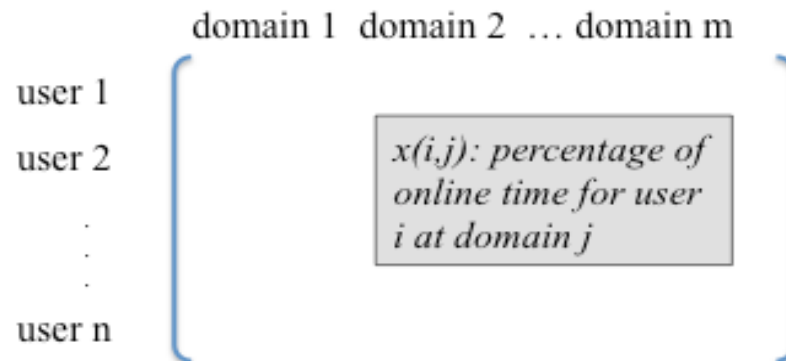 domain 1 domain 2 … domain m
user 1
user 2
x(i,j): percentage of
online time for user
i at domain j
.
.
.
user n